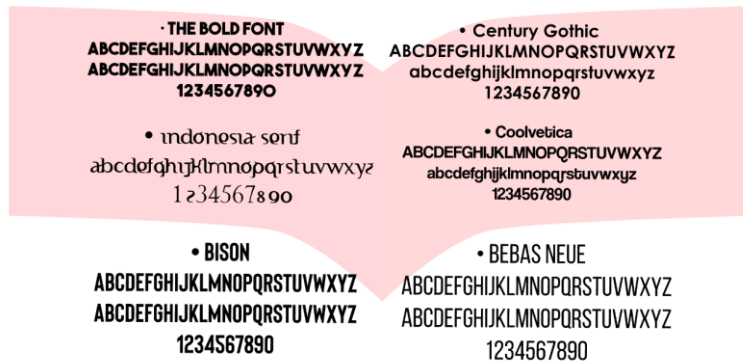 • THE BOLD FONT
ABCDEFGHIJKLMNOPQRSTUVWXYZ
ABCDEFGHIJKLMNOPQRSTUVWXYZ
1234567890
• indonesia serif
abcdefghijklmnopqrstuvwxyz
1234567890
• BISON
ABCDEFGHIJKLMNOPQRSTUVWXYZ
ABCDEFGHIJKLMNOPQRSTUVWXYZ
1234567890
• Century Gothic
ABCDEFGHIJKLMNOPQRSTUVWXYZ
abcdefghijklmnopqrstuvwxyz
1234567890
• Coolvetica
ABCDEFGHIJKLMNOPQRSTUVWXYZ
abcdefghijklmnopqrstuvwxyz
1234567890
• BEBAS NEUE
ABCDEFGHIJKLMNOPQRSTUVWXYZ
ABCDEFGHIJKLMNOPQRSTUVWXYZ
1234567890